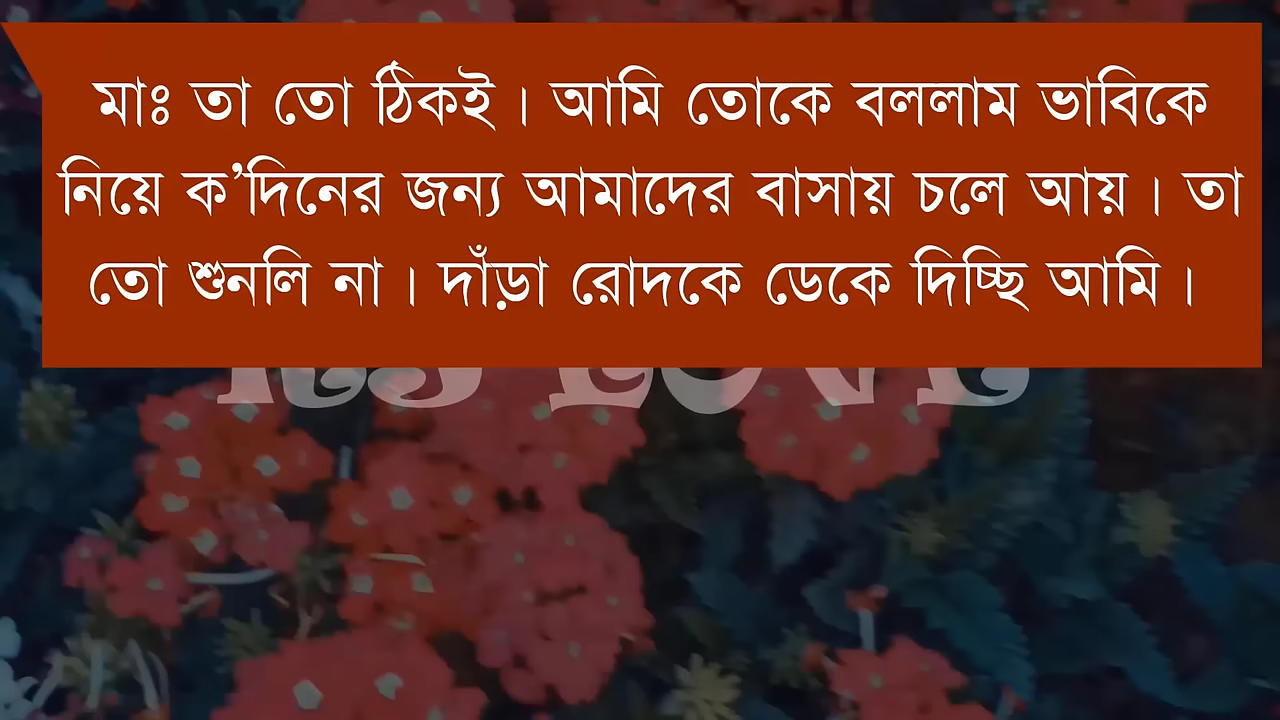 মাঃ তা তো ঠিকই। আমি তোকে বললাম ভাবিকে
নিয়ে ক’দিনের জন্য আমাদের বাসায় চলে আয়। তা
তো শুনলি না। দাঁড়া রোদকে ডেকে দিচ্ছি আমি।